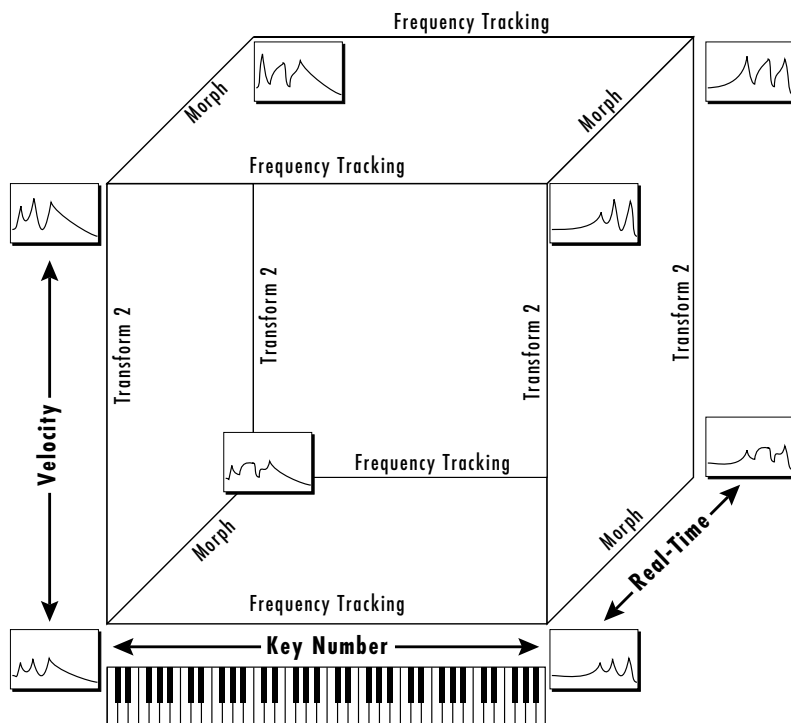 Frequency Tracking
Morph
Morph
Frequency Tracking
Transform 2
Transform 2
Transform 2
Transform 2
Velocity
Frequency Tracking
Morph
Morph
Real-Time
Frequency Tracking
Key Number